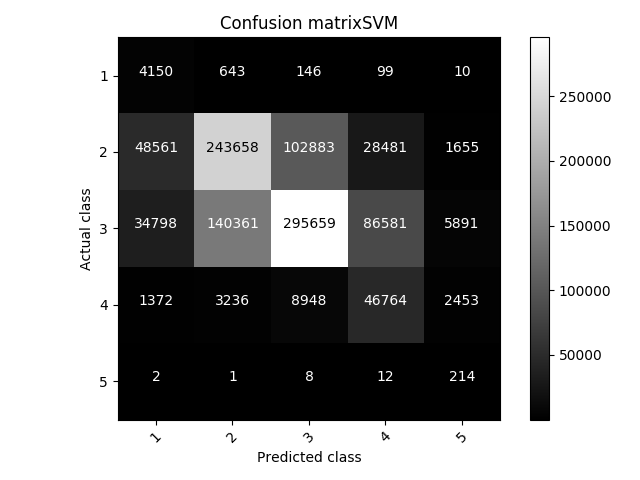 Confusion matrixSVM
1 4150 643 146 99 10
2 48561 243658 102883 28481 1655
3 34798 140361 295659 86581 5891
4 1372 3236 8948 46764 2453
5 2 1 8 12 214
1 2 3 4 5
Predicted class
Actual class
250000
200000
150000
100000
50000